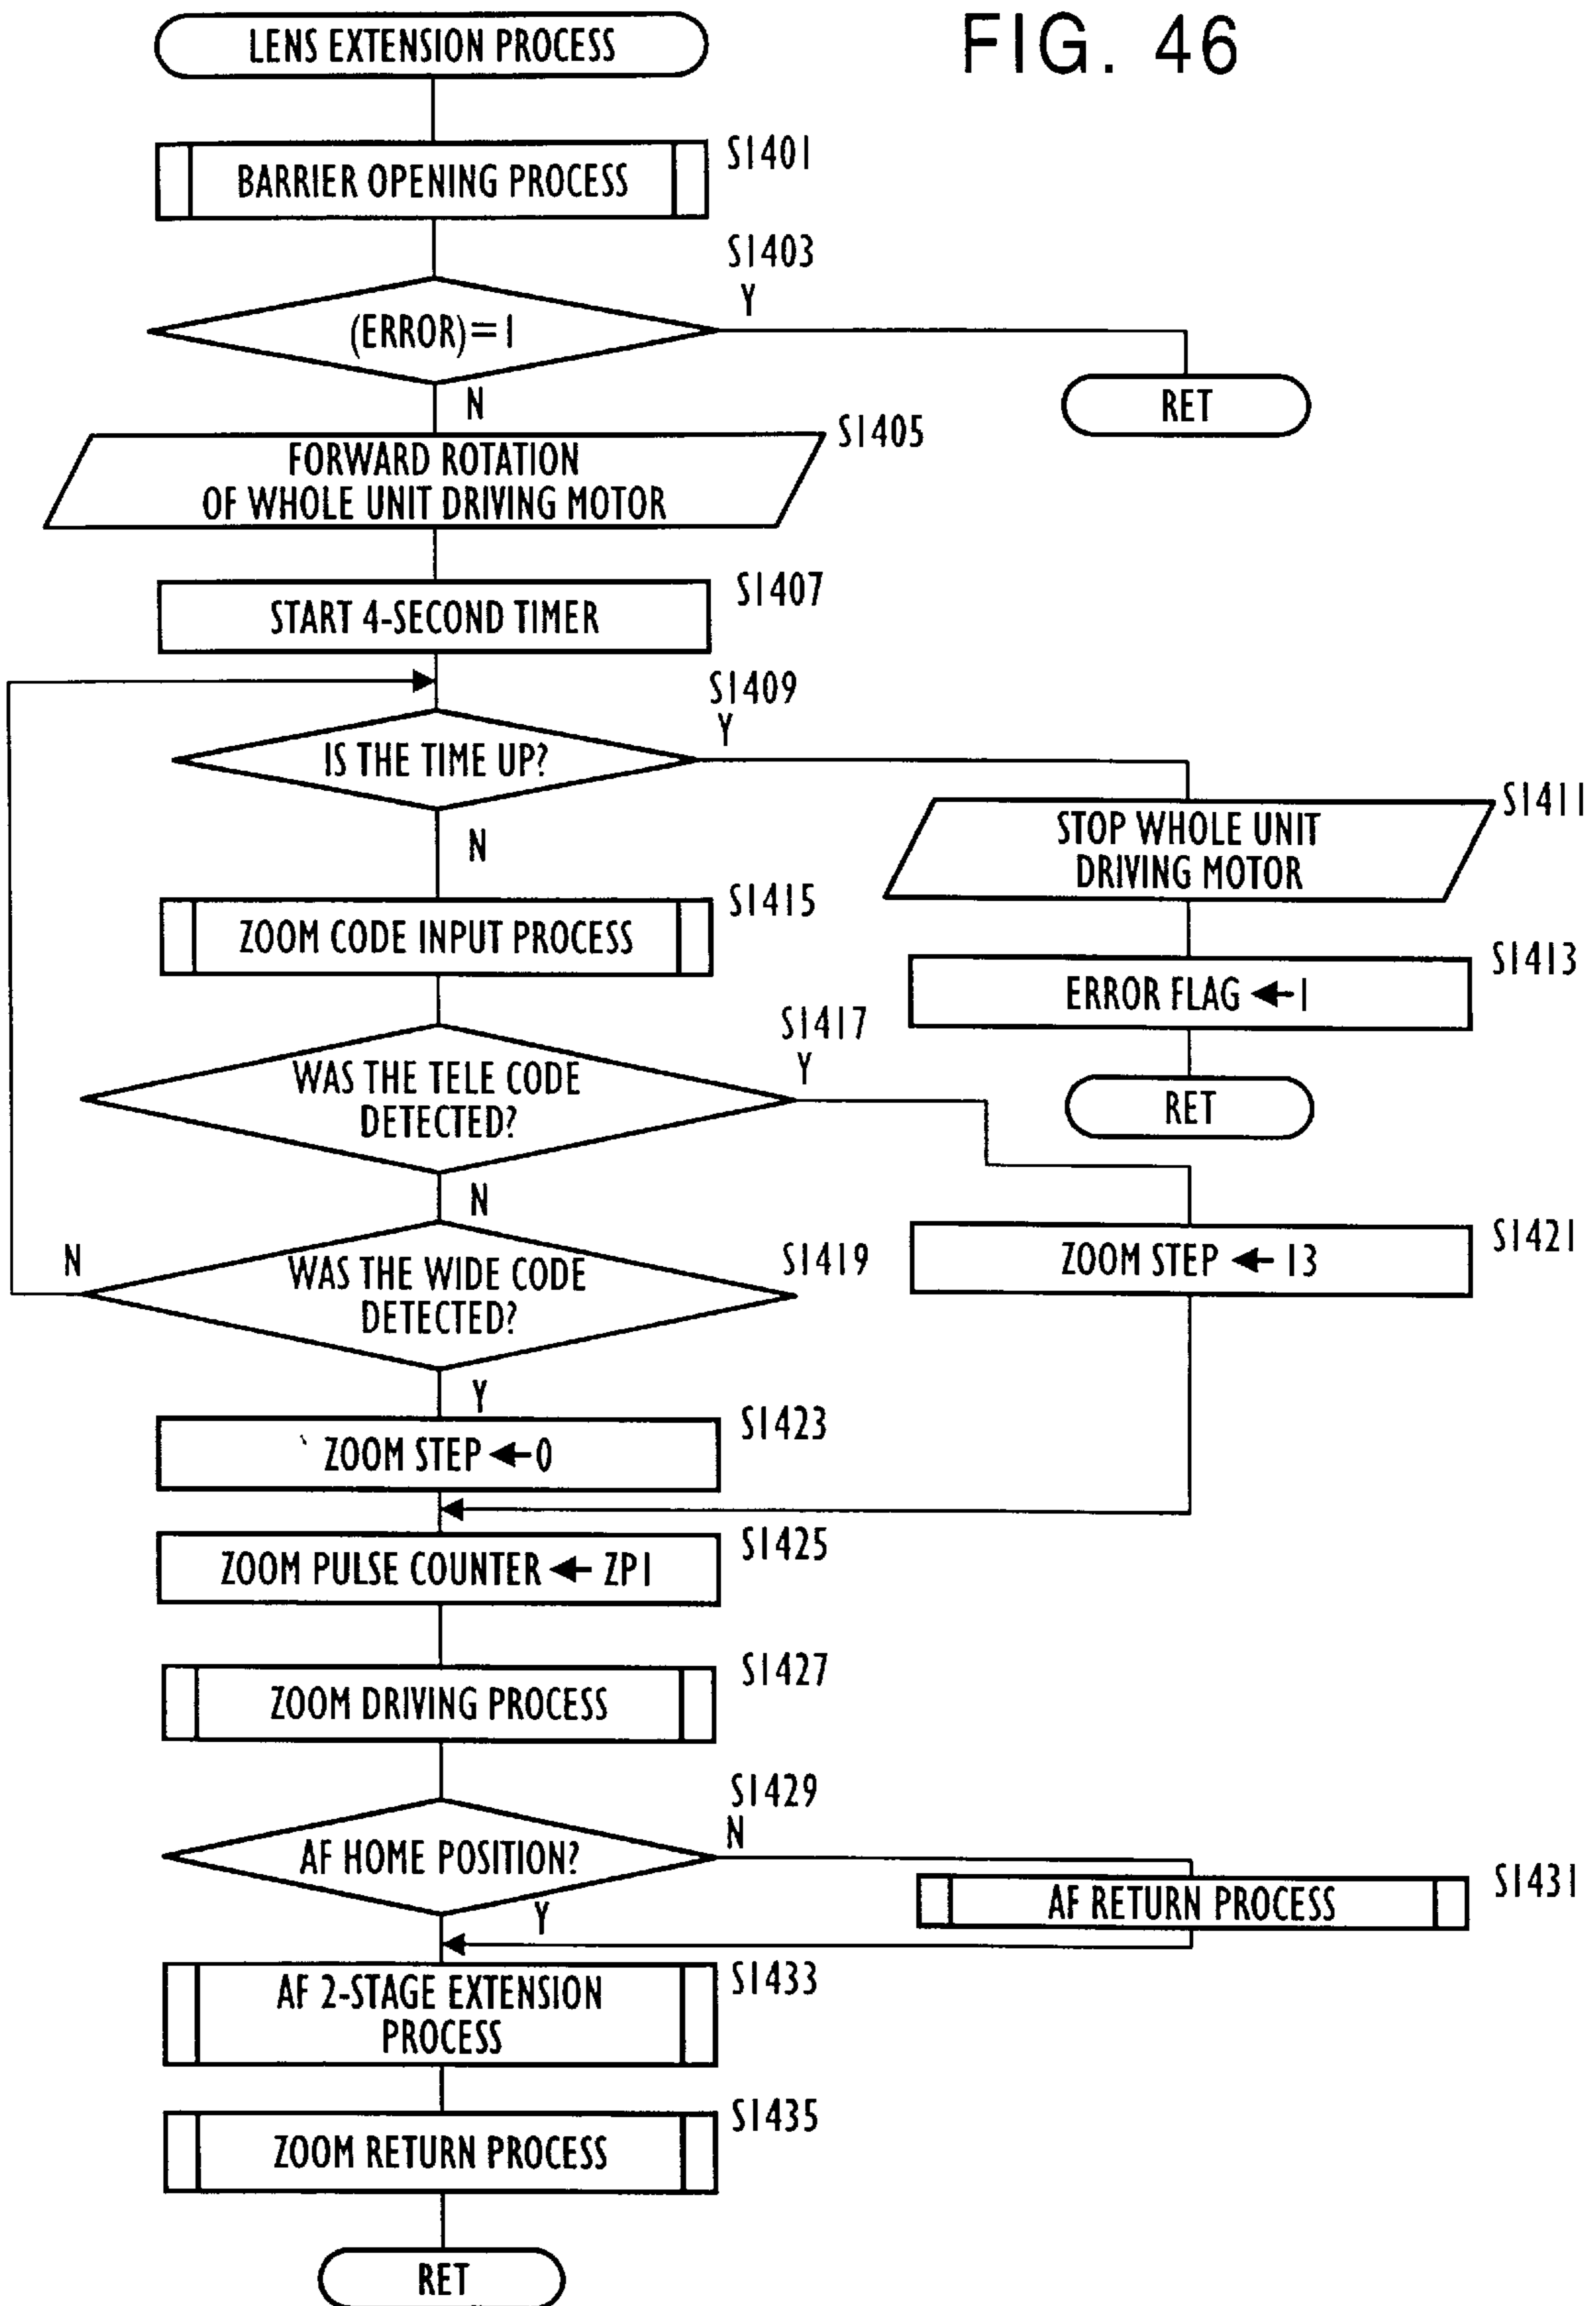 FIG. 46
LENS EXTENSION PROCESS
S1401
BARRIER OPENING PROCESS
S1403
(ERROR)=1
Y
RET
N
S1405
FORWARD ROTATION
OF WHOLE UNIT DRIVING MOTOR
S1407
START 4-SECOND TIMER
S1409
IS THE TIME UP?
Y
N
S1411
STOP WHOLE UNIT
DRIVING MOTOR
S1413
ERROR FLAG ← 1
RET
S1415
ZOOM CODE INPUT PROCESS
S1417
WAS THE TELE CODE
DETECTED?
Y
N
S1419
WAS THE WIDE CODE
DETECTED?
N
Y
S1421
ZOOM STEP ← 13
S1423
ZOOM STEP ← 0
S1425
ZOOM PULSE COUNTER ← ZP1
S1427
ZOOM DRIVING PROCESS
S1429
AF HOME POSITION?
N
Y
S1431
AF RETURN PROCESS
S1433
AF 2-STAGE EXTENSION
PROCESS
S1435
ZOOM RETURN PROCESS
RET